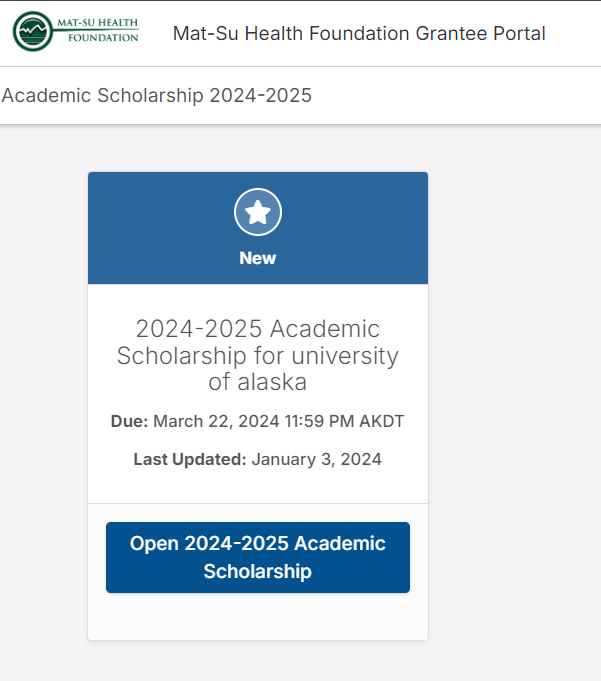 MAT-SU HEALTH
FOUNDATION
Mat-Su Health Foundation Grantee Portal
Academic Scholarship 2024-2025
New
2024-2025 Academic
Scholarship for university
of alaska
Due: March 22, 2024 11:59 PM AKDT
Last Updated: January 3, 2024
Open 2024-2025 Academic
Scholarship